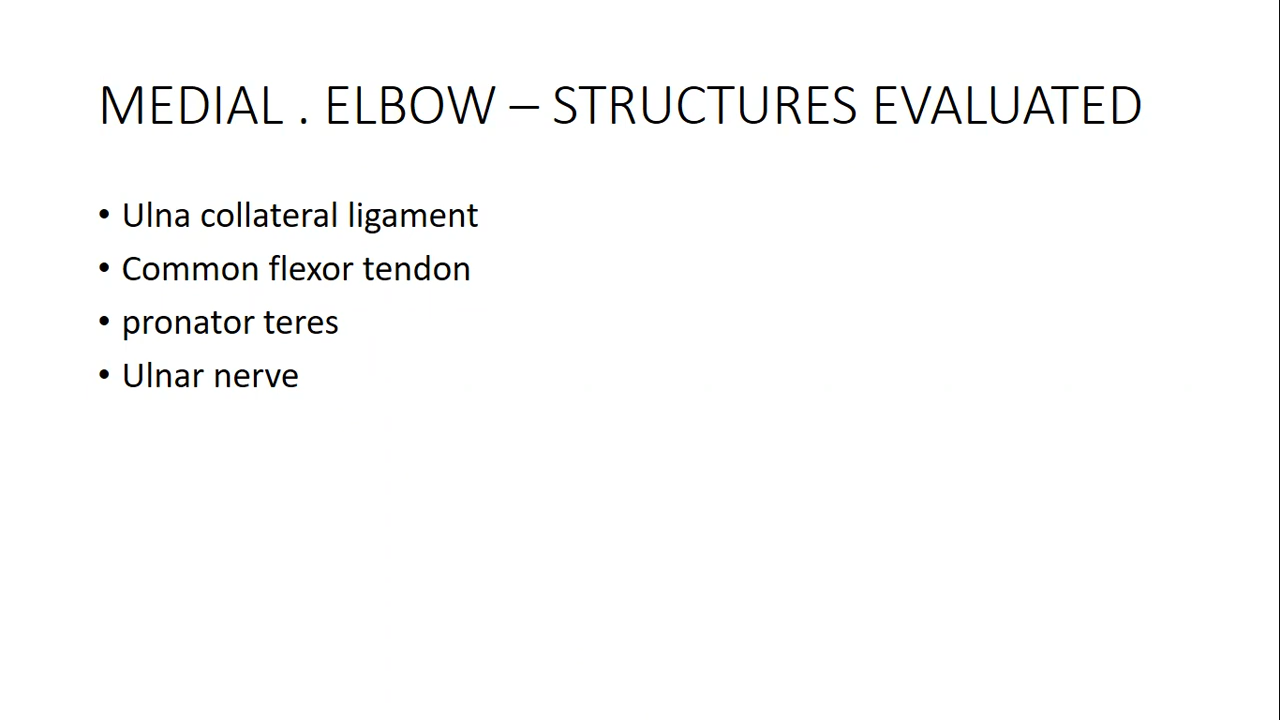 MEDIAL . ELBOW – STRUCTURES EVALUATED
• Ulna collateral ligament
• Common flexor tendon
• pronator teres
• Ulnar nerve